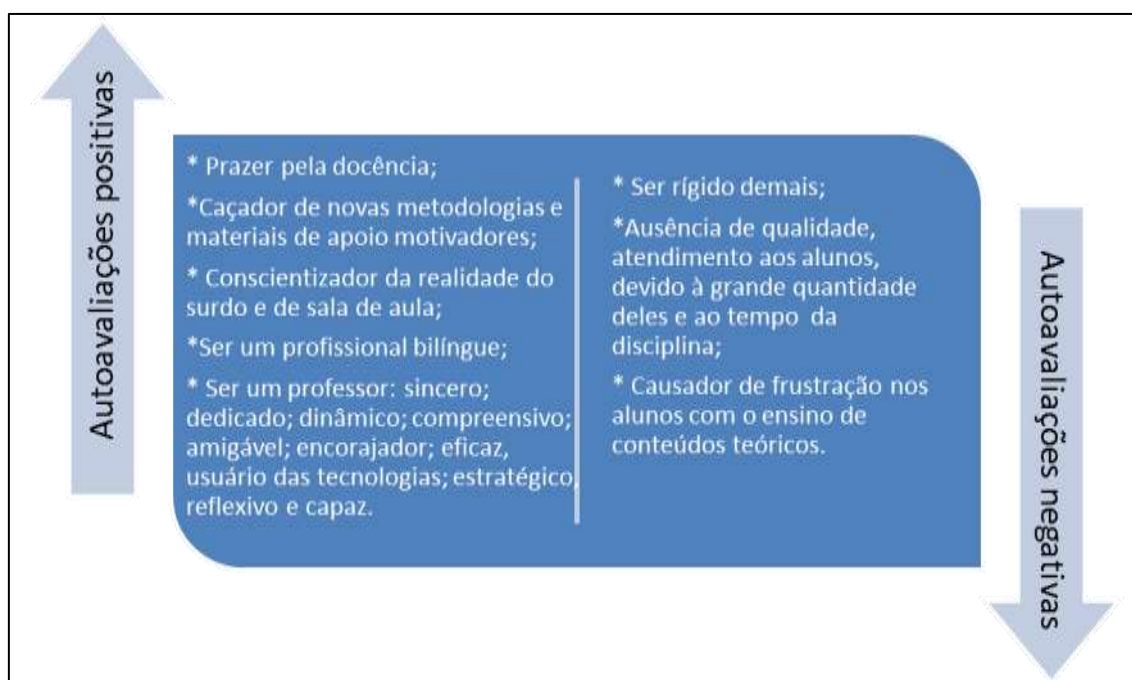 Autoavaliações positivas
* Prazer pela docência;
*Caçador de novas metodologias e
materiais de apoio motivadores;
* Conscientizador da realidade do
surdo e de sala de aula;
*Ser um profissional bilíngue;
* Ser um professor: sincero;
dedicado; dinâmico; compreensivo;
amigável; encorajador; eficaz,
usuário das tecnologias; estratégico,
reflexivo e capaz.
* Ser rígido demais;
*Ausência de qualidade,
atendimento aos alunos,
devido à grande quantidade
deles e ao tempo da
disciplina;
* Causador de frustração nos
alunos com o ensino de
conteúdos teóricos.
Autoavaliações negativas